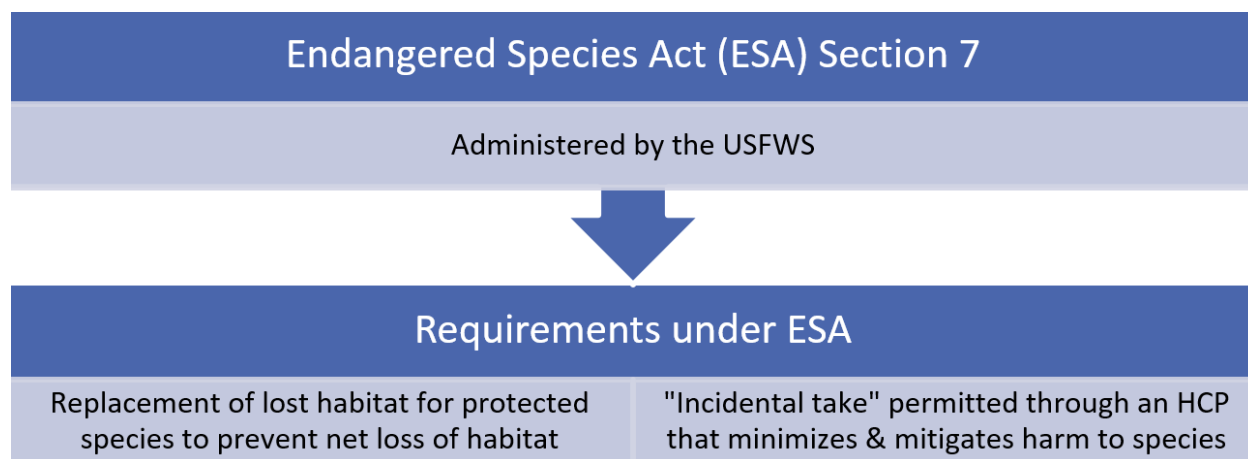 Endangered Species Act (ESA) Section 7
Administered by the USFWS
Requirements under ESA
Replacement of lost habitat for protected
species to prevent net loss of habitat
"Incidental take" permitted through an HCP
that minimizes & mitigates harm to species